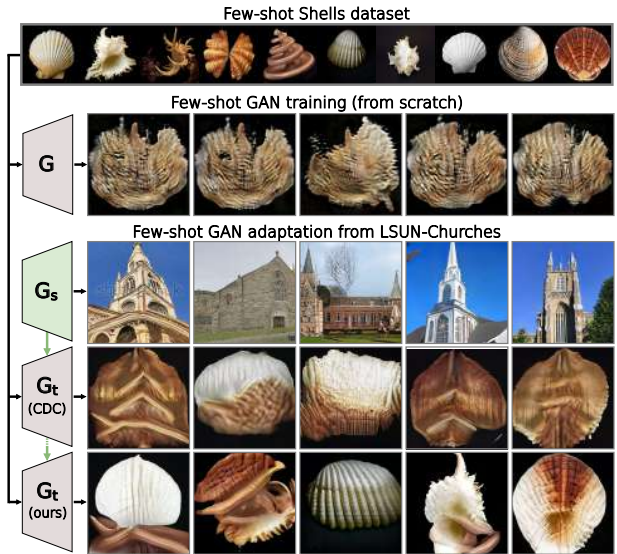 Few-shot Shells dataset
Few-shot GAN training (from scratch)
G
Few-shot GAN adaptation from LSUN-Churches
Gs
Gt
(CDC)
Gt
(ours)